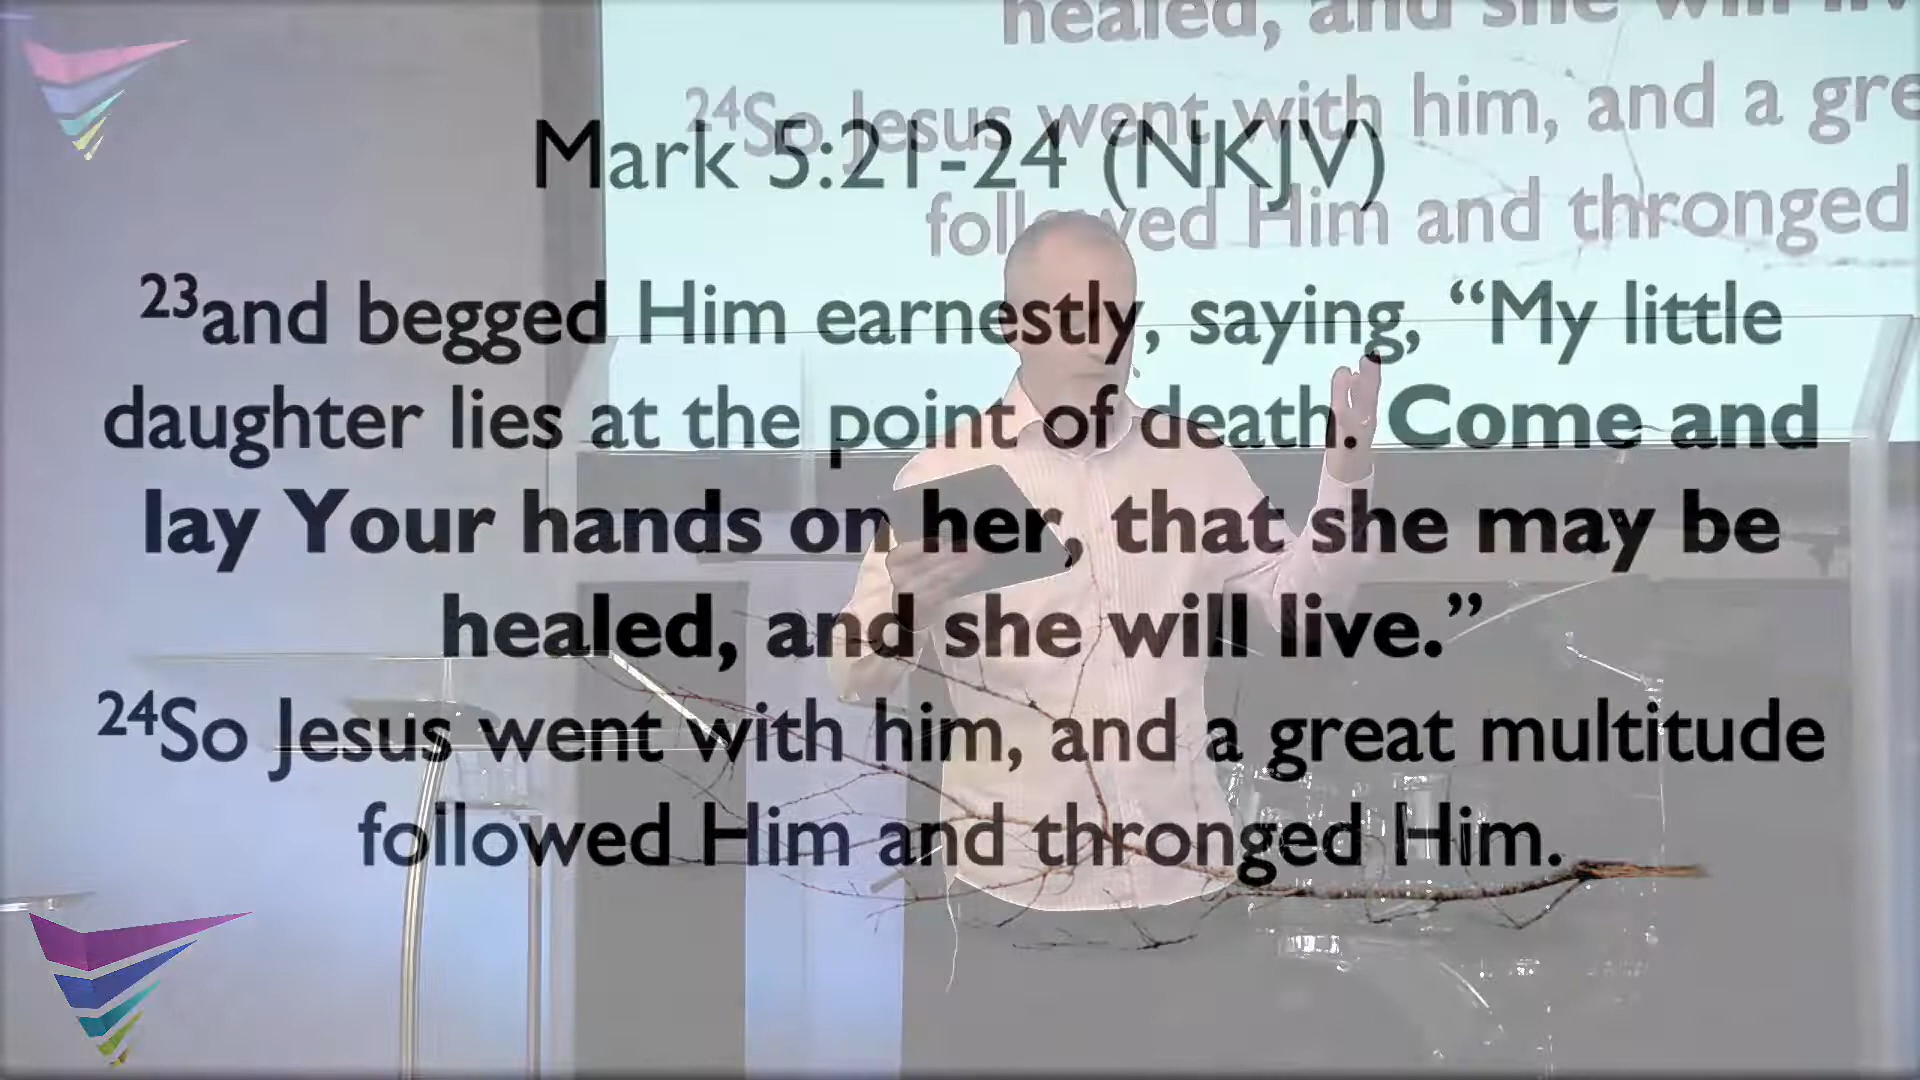 healed, and she will liv
²⁴So Jesus went with him, and a gre
followed Him and thronged
Mark 5:21-24 (NKJV)
²³and begged Him earnestly, saying, “My little
daughter lies at the point of death. Come and
lay Your hands on her, that she may be
healed, and she will live.”
²⁴So Jesus went with him, and a great multitude
followed Him and thronged Him.